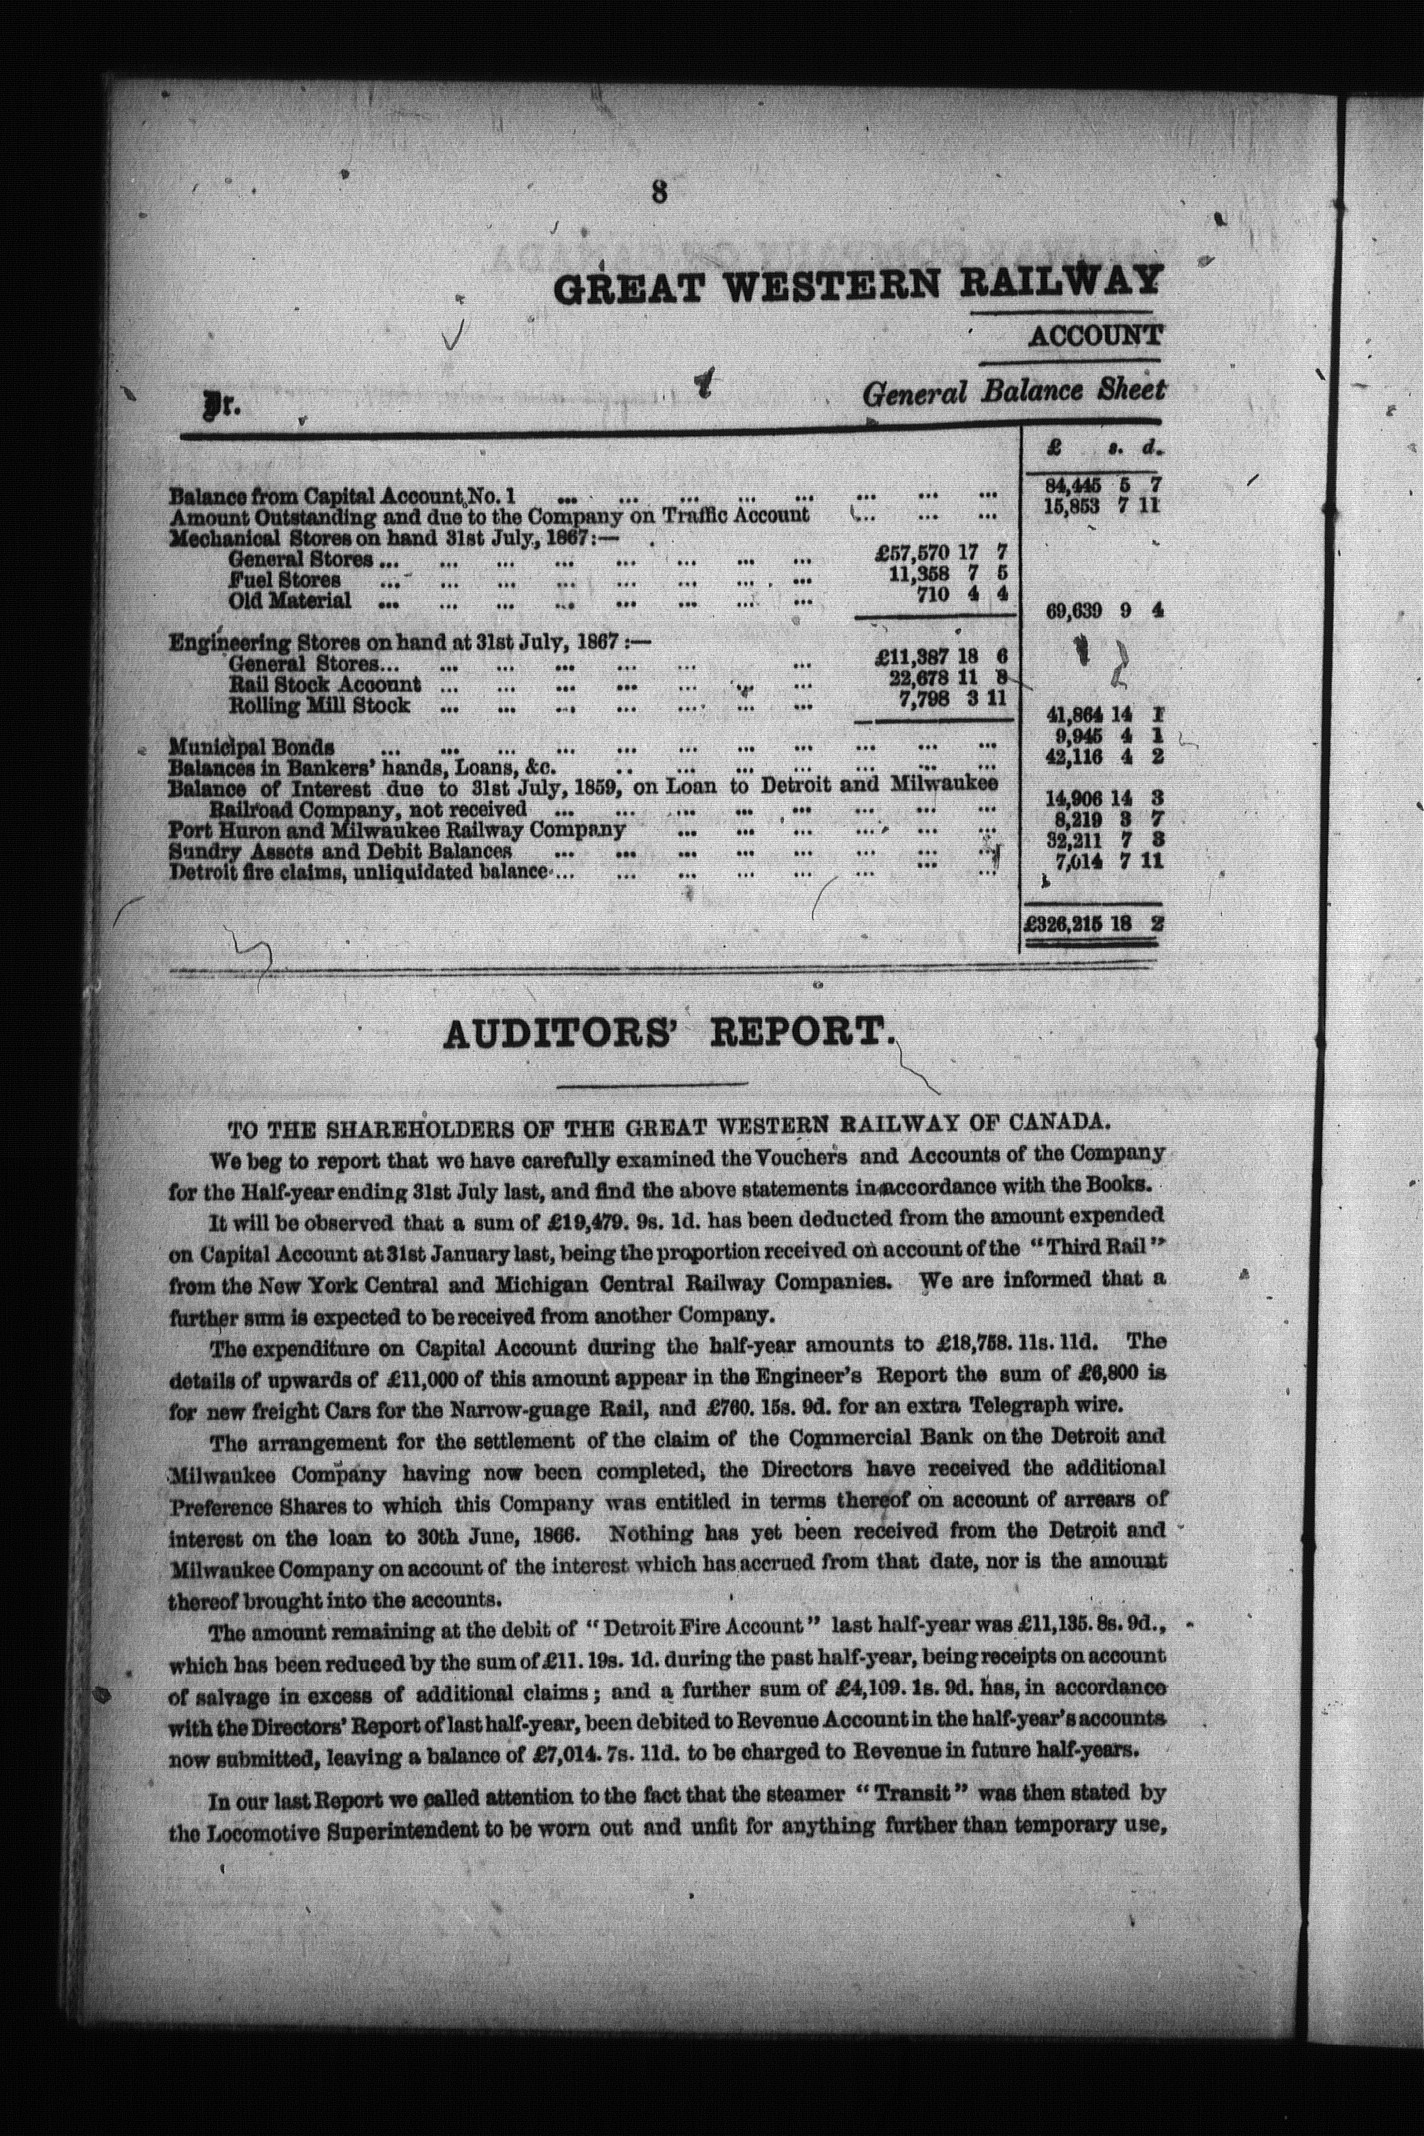 8
GREAT WESTERN RAILWAY
ACCOUNT
Dr.
General Balance Sheet
£ s. d.
Balance from Capital Account No. 1 ... ... ... ... ... ... ... ... 84,445 5 7
Amount Outstanding and due to the Company on Traffic Account ... ... ... 15,853 7 11
Mechanical Stores on hand 31st July, 1867:—
General Stores ... ... ... ... ... ... ... ... £57,570 17 7
Fuel Stores ... ... ... ... ... ... ... ... 11,358 7 5
Old Material ... ... ... ... ... ... ... ... 710 4 4
69,639 9 4
Engineering Stores on hand at 31st July, 1867 :—
General Stores... ... ... ... ... ... ... £11,387 18 6
Rail Stock Account ... ... ... ... ... ... ... 22,678 11 8
Rolling Mill Stock ... ... ... ... ... ... ... 7,798 3 11
41,864 14 1
Municipal Bonds ... ... ... ... ... ... ... ... ... ... ... 9,945 4 1
Balances in Bankers' hands, Loans, &c. .. ... ... ... ... ... ... 42,116 4 2
Balance of Interest due to 31st July, 1859, on Loan to Detroit and Milwaukee
Railroad Company, not received ... ... ... ... ... ... ... ... 14,906 14 3
Port Huron and Milwaukee Railway Company ... ... ... ... ... ... 8,219 3 7
Sundry Assets and Debit Balances ... ... ... ... ... ... ... ... 32,211 7 3
Detroit fire claims, unliquidated balance ... ... ... ... ... ... ... ... 7,014 7 11
£326,215 18 2
AUDITORS' REPORT.
TO THE SHAREHOLDERS OF THE GREAT WESTERN RAILWAY OF CANADA.
We beg to report that we have carefully examined the Vouchers and Accounts of the Company
for the Half-year ending 31st July last, and find the above statements in accordance with the Books.
It will be observed that a sum of £19,479. 9s. 1d. has been deducted from the amount expended
on Capital Account at 31st January last, being the proportion received on account of the "Third Rail"
from the New York Central and Michigan Central Railway Companies. We are informed that a
further sum is expected to be received from another Company.
The expenditure on Capital Account during the half-year amounts to £18,758. 11s. 11d. The
details of upwards of £11,000 of this amount appear in the Engineer's Report the sum of £6,800 is
for new freight Cars for the Narrow-guage Rail, and £760. 15s. 9d. for an extra Telegraph wire.
The arrangement for the settlement of the claim of the Commercial Bank on the Detroit and
Milwaukee Company having now been completed, the Directors have received the additional
Preference Shares to which this Company was entitled in terms thereof on account of arrears of
interest on the loan to 30th June, 1866. Nothing has yet been received from the Detroit and
Milwaukee Company on account of the interest which has accrued from that date, nor is the amount
thereof brought into the accounts.
The amount remaining at the debit of "Detroit Fire Account" last half-year was £11,135. 8s. 9d.,
which has been reduced by the sum of £11. 19s. 1d. during the past half-year, being receipts on account
of salvage in excess of additional claims; and a further sum of £4,109. 1s. 9d. has, in accordance
with the Directors' Report of last half-year, been debited to Revenue Account in the half-year's accounts
now submitted, leaving a balance of £7,014. 7s. 11d. to be charged to Revenue in future half-years.
In our last Report we called attention to the fact that the steamer "Transit" was then stated by
the Locomotive Superintendent to be worn out and unfit for anything further than temporary use,